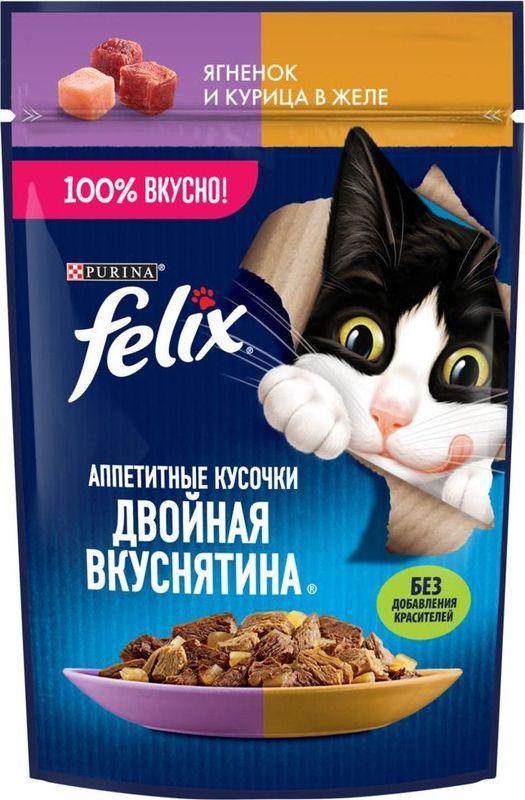 ЯГНЕНОК
И КУРИЦА В ЖЕЛЕ
100% ВКУСНО!
PURINA®
felix®
АППЕТИТНЫЕ КУСОЧКИ
ДВОЙНАЯ
ВКУСНЯТИНА®
БЕЗ
ДОБАВЛЕНИЯ
КРАСИТЕЛЕЙ